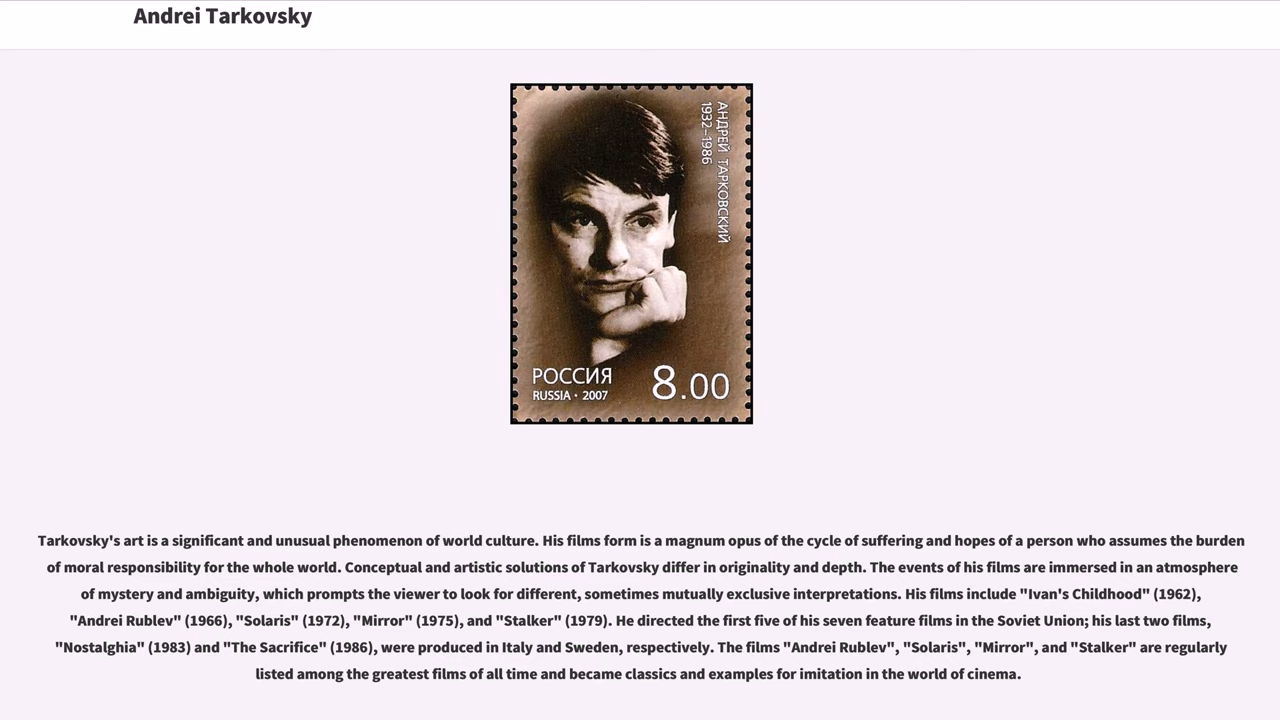 Andrei Tarkovsky
АНДРЕЙ ТАРКОВСКИЙ
1932–1986
РОССИЯ
RUSSIA • 2007
8.00
Tarkovsky's art is a significant and unusual phenomenon of world culture. His films form is a magnum opus of the cycle of suffering and hopes of a person who assumes the burden
of moral responsibility for the whole world. Conceptual and artistic solutions of Tarkovsky differ in originality and depth. The events of his films are immersed in an atmosphere
of mystery and ambiguity, which prompts the viewer to look for different, sometimes mutually exclusive interpretations. His films include "Ivan's Childhood" (1962),
"Andrei Rublev" (1966), "Solaris" (1972), "Mirror" (1975), and "Stalker" (1979). He directed the first five of his seven feature films in the Soviet Union; his last two films,
"Nostalghia" (1983) and "The Sacrifice" (1986), were produced in Italy and Sweden, respectively. The films "Andrei Rublev", "Solaris", "Mirror", and "Stalker" are regularly
listed among the greatest films of all time and became classics and examples for imitation in the world of cinema.